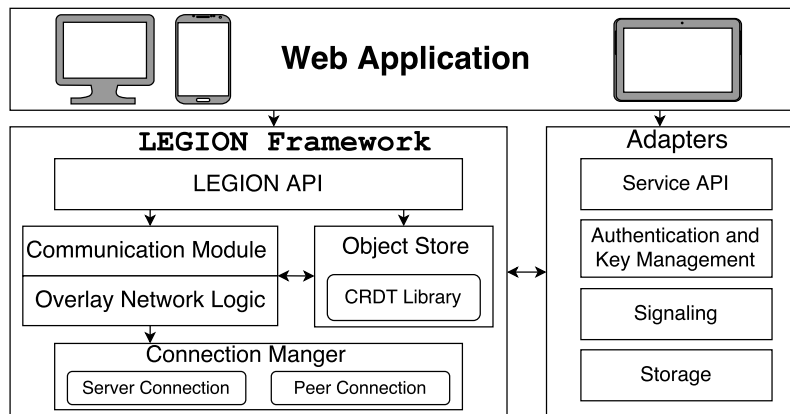 Web Application
LEGION Framework
LEGION API
Communication Module
Overlay Network Logic
Object Store
CRDT Library
Connection Manger
Server Connection
Peer Connection
Adapters
Service API
Authentication and
Key Management
Signaling
Storage